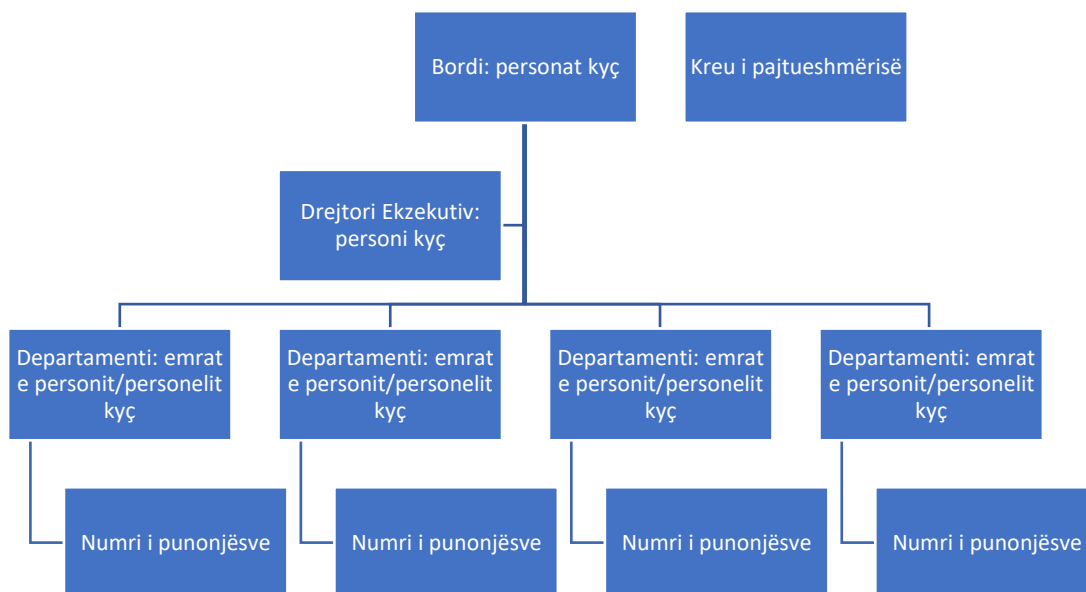 Bordi: personat kyç
Kreu i pajtueshmërisë
Drejtori Ekzekutiv:
personi kyç
Departamenti: emrat
e personit/personelit
kyç
Departamenti: emrat
e personit/personelit
kyç
Departamenti: emrat
e personit/personelit
kyç
Departamenti: emrat
e personit/personelit
kyç
Numri i punonjësve
Numri i punonjësve
Numri i punonjësve
Numri i punonjësve